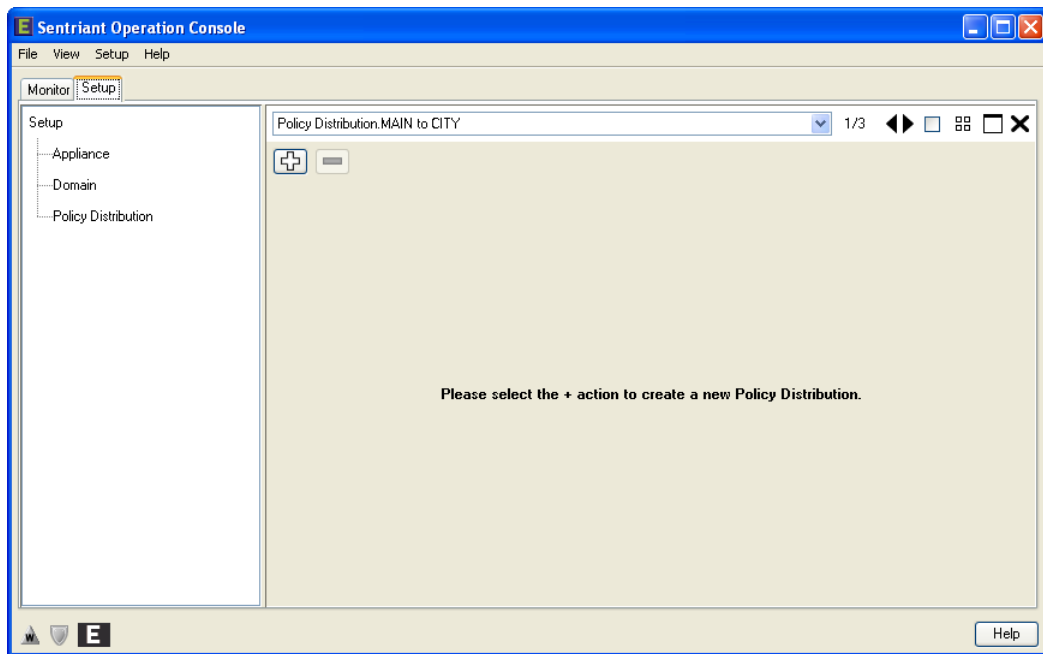 E Sentriant Operation Console
File View Setup Help
Monitor Setup
Setup
Appliance
Domain
Policy Distribution
Policy Distribution.MAIN to CITY
1/3
Please select the + action to create a new Policy Distribution.
W
E
Help